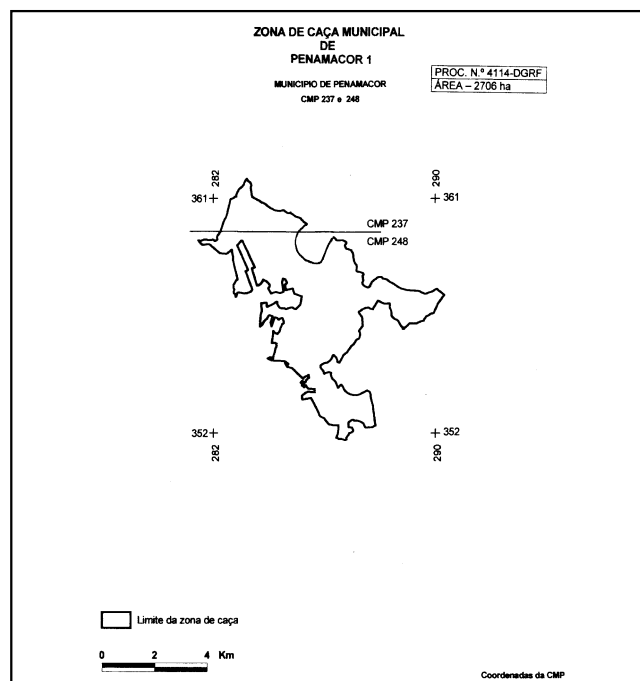 ZONA DE CAÇA MUNICIPAL
DE
PENAMACOR 1
MUNICIPIO DE PENAMACOR
CMP 237 e 248
PROC. N.º 4114-DGRF
ÁREA – 2706 ha
282
290
361
361
CMP 237
CMP 248
352
352
282
290
Limite da zona de caça
0 2 4 Km
Coordenadas da CMP